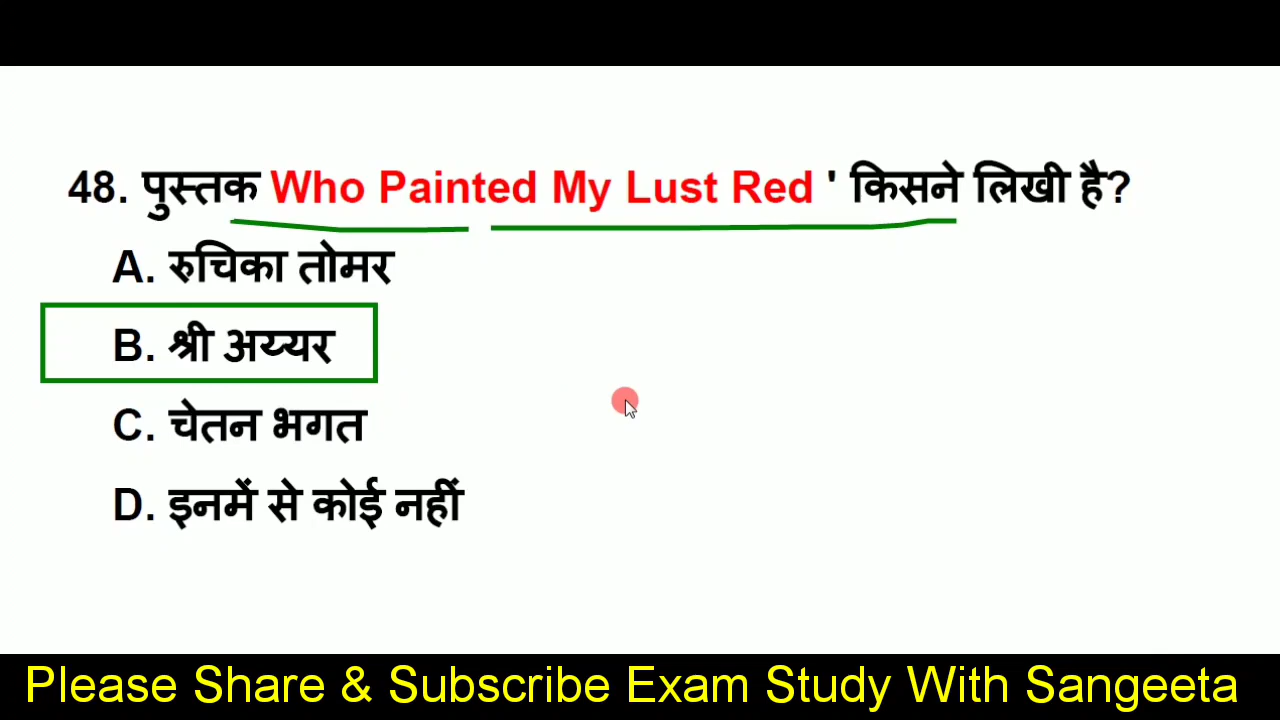 48. पुस्तक Who Painted My Lust Red ' किसने लिखी है?
A. रुचिका तोमर
B. श्री अय्यर
C. चेतन भगत
D. इनमें से कोई नहीं
Please Share & Subscribe Exam Study With Sangeeta